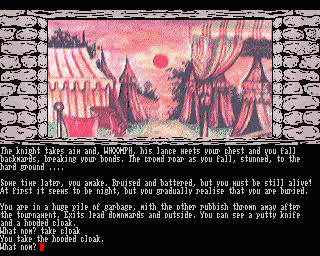 The knight takes aim and, WHOOMPH, his lance meets your chest and you fall
backwards, breaking your bonds. The crowd roar as you fall, stunned, to the
hard ground ....
Some time later, you awake. Bruised and battered, but you must be still alive!
At first it seems to be night, but you gradually realise that you are buried.
You are in a huge pile of garbage, with the other rubbish thrown away after
the tournament. Exits lead downwards and outside. You can see a putty knife
and a hooded cloak.
What now? take cloak
You take the hooded cloak.
What now?